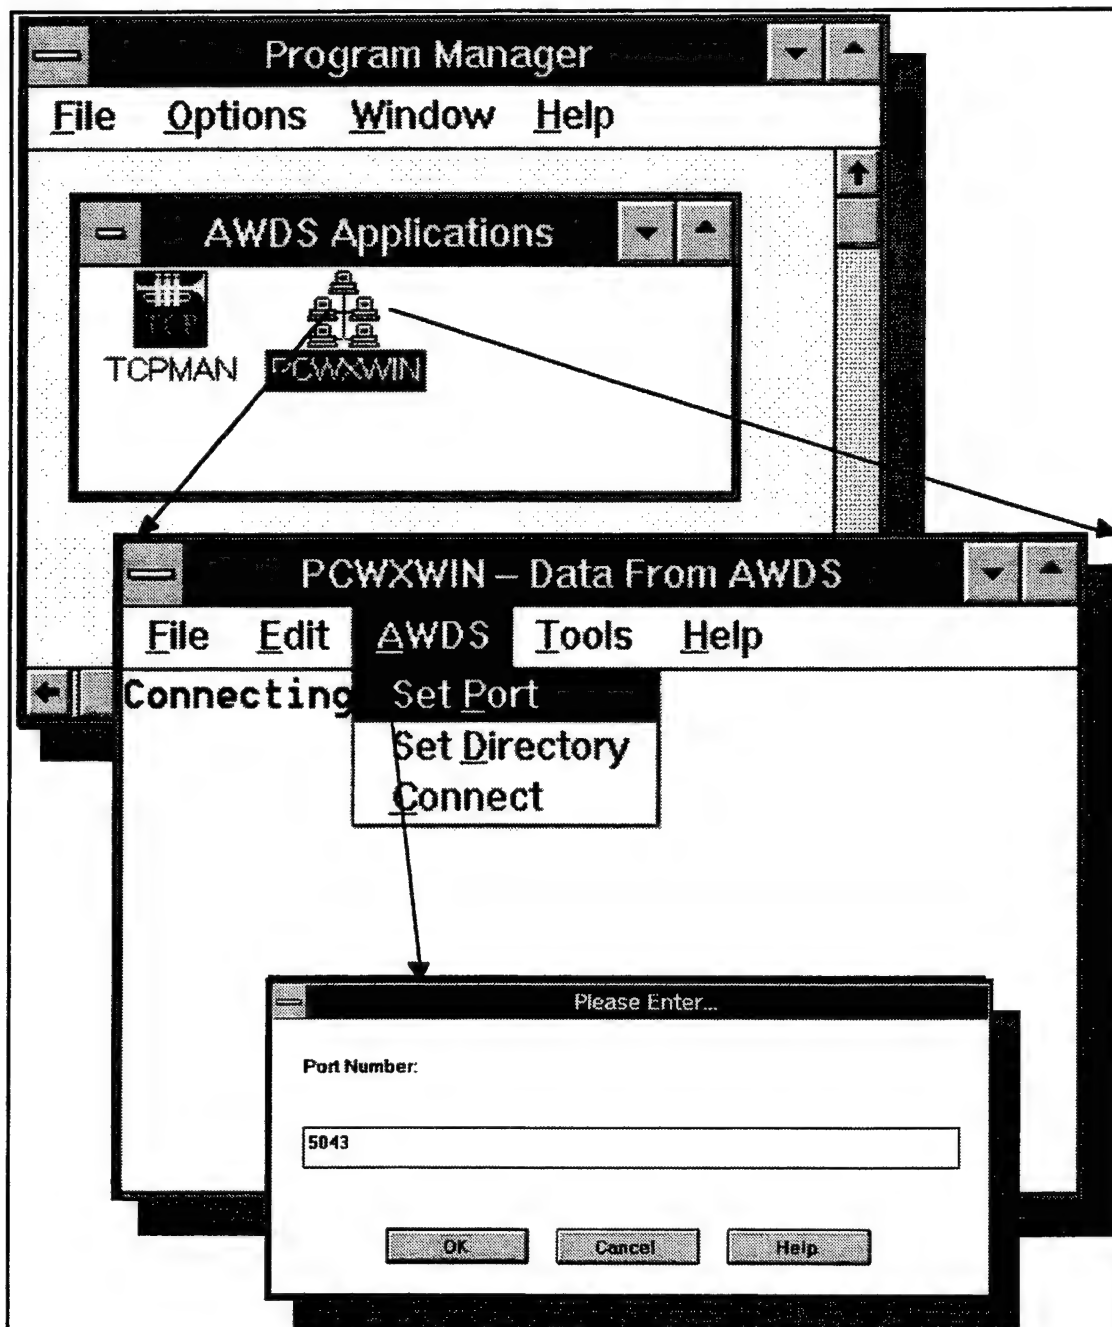 Program Manager
File Options Window Help
AWDS Applications
TCP
TCPMAN PCWXWIN
PCWXWIN – Data From AWDS
File Edit AWDS Tools Help
Connecting
Set Port
Set Directory
Connect
Please Enter...
Port Number:
5043
OK Cancel Help